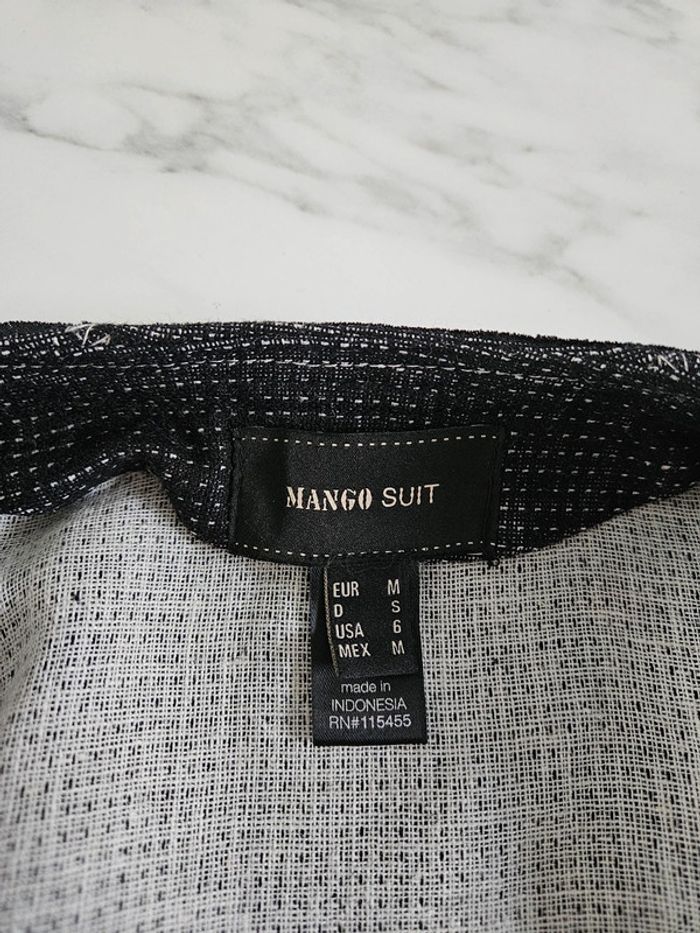 MANGO SUIT
EUR M
D S
USA 6
MEX M
made in
INDONESIA
RN#115455